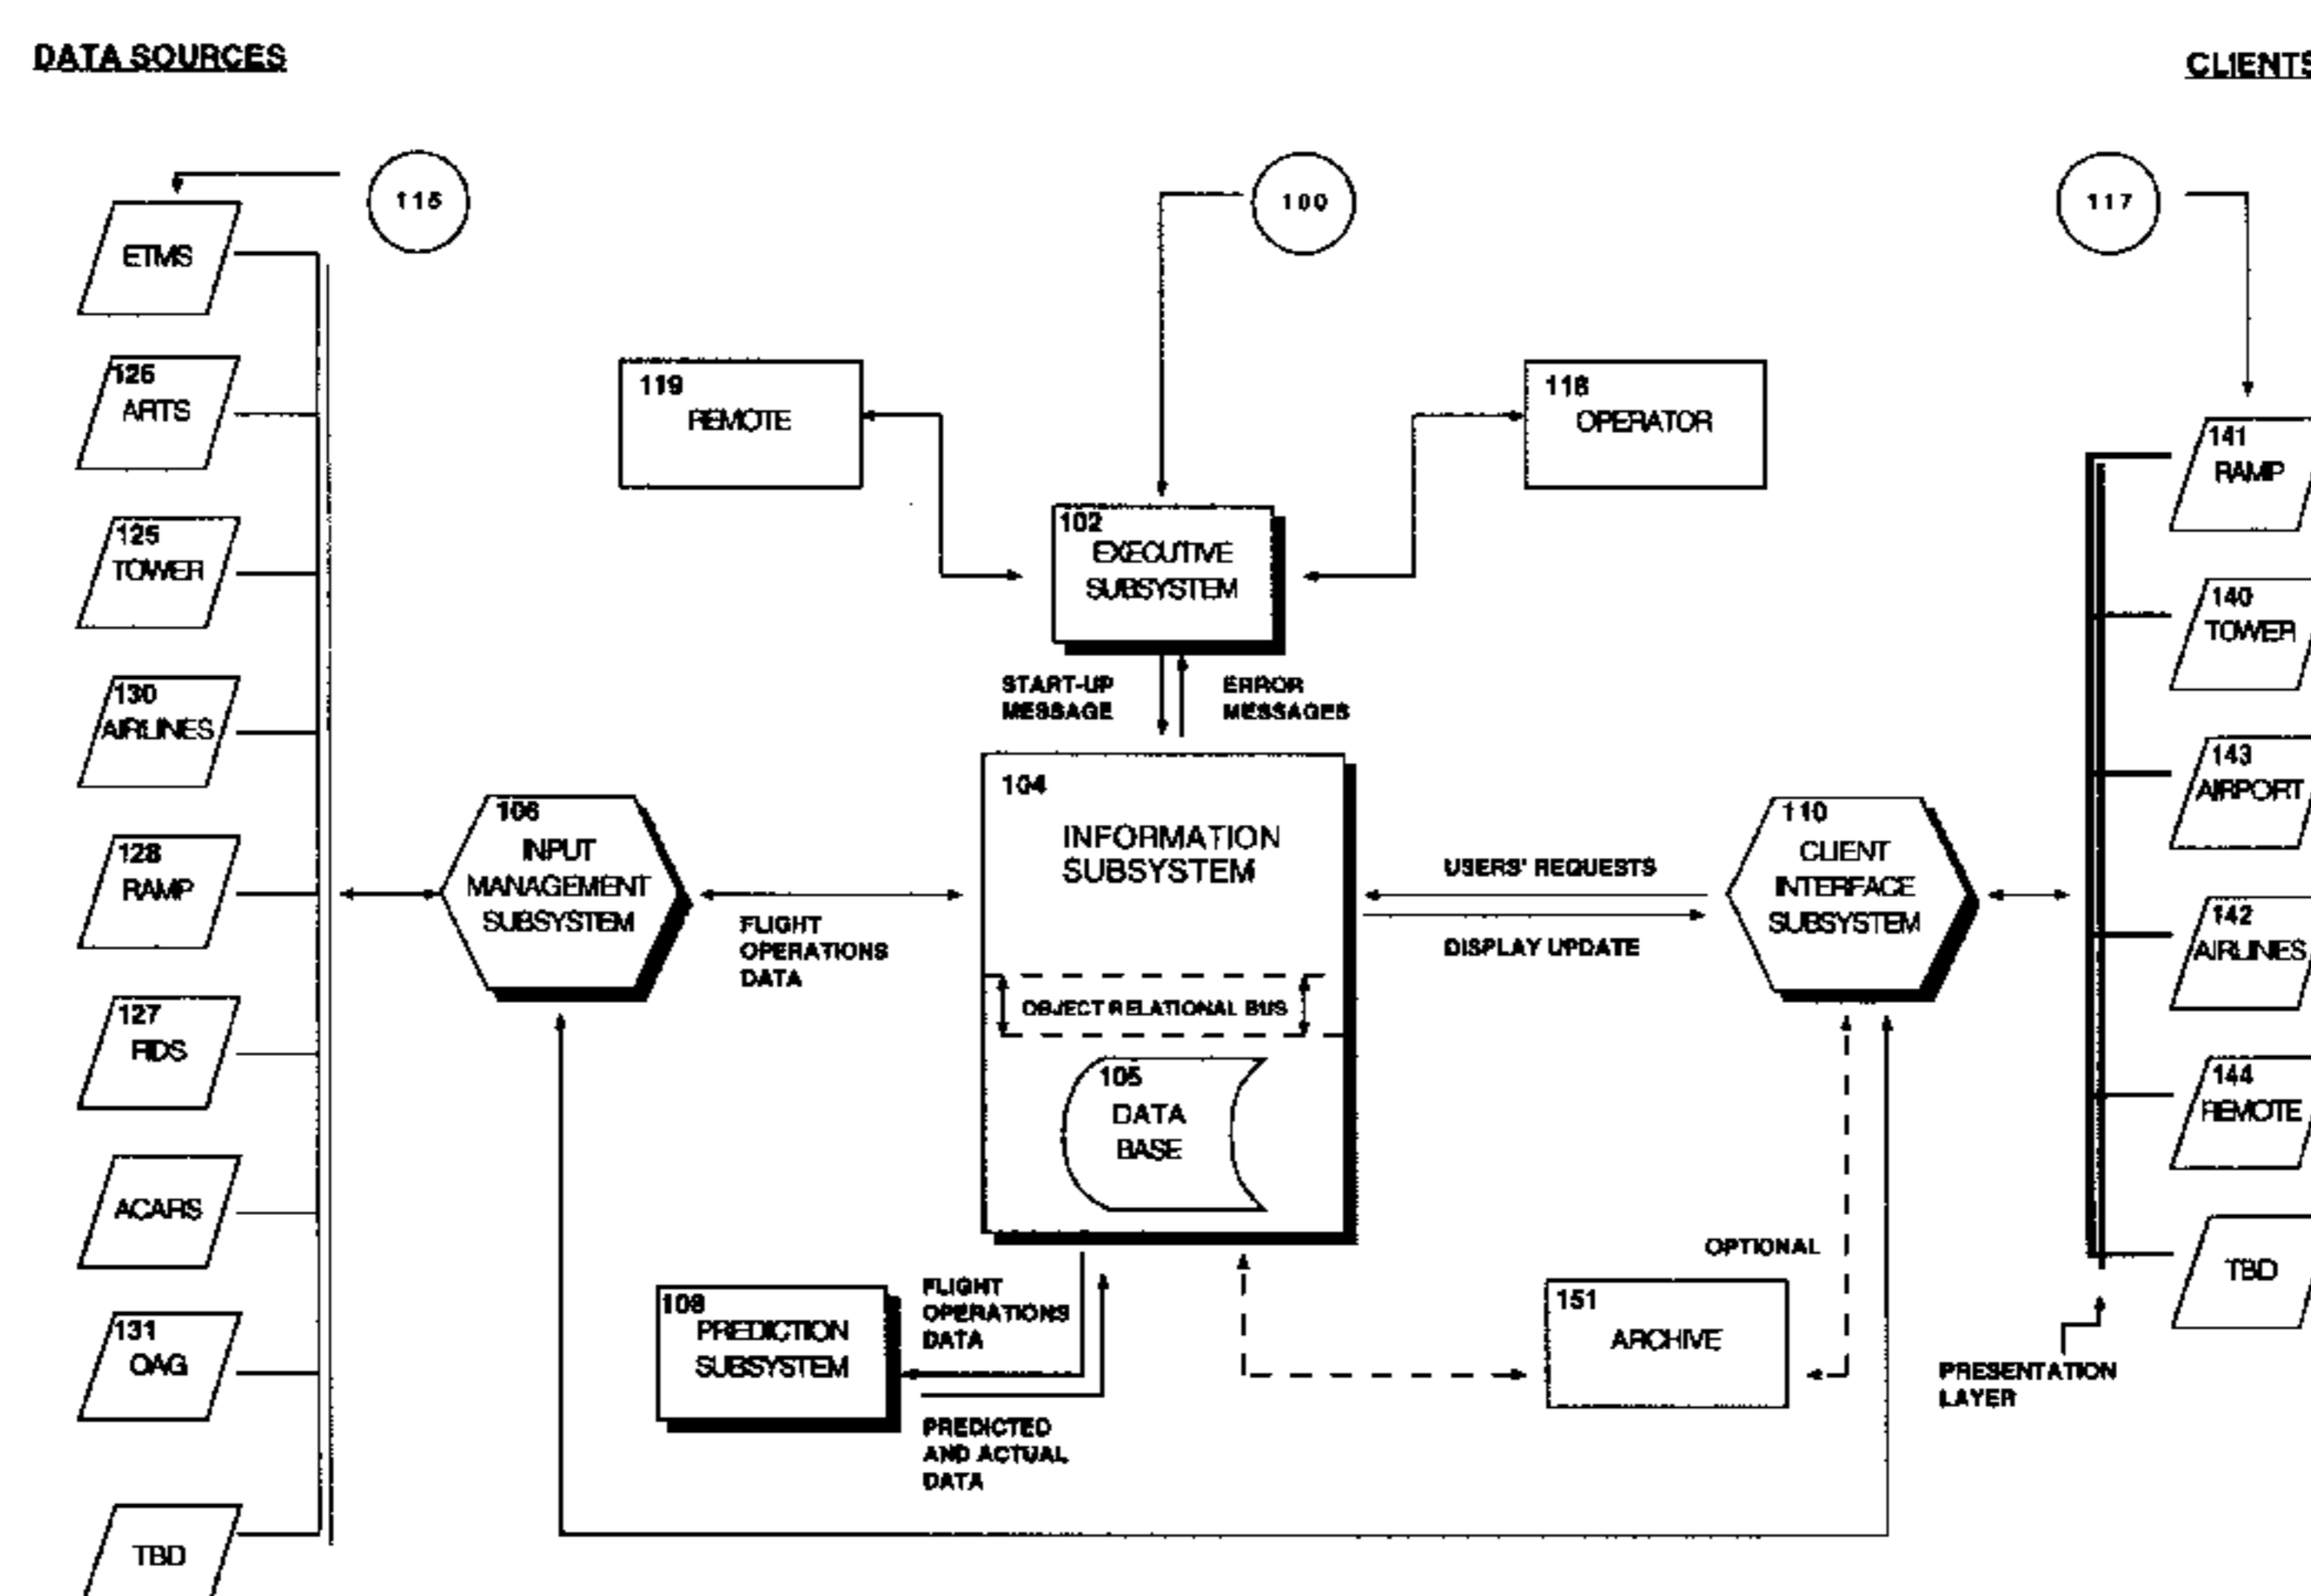 DATA SOURCES
CLIENTS
115
100
117
ETMS
126
ARTS
125
TOWER
130
AIRLINES
128
RAMP
127
FIDS
ACARS
131
OAG
TBD
119
REMOTE
118
OPERATOR
102
EXECUTIVE
SUBSYSTEM
START-UP
MESSAGE
ERROR
MESSAGES
106
INPUT
MANAGEMENT
SUBSYSTEM
FLIGHT
OPERATIONS
DATA
104
INFORMATION
SUBSYSTEM
OBJECT RELATIONAL BUS
105
DATA
BASE
USERS' REQUESTS
DISPLAY UPDATE
110
CLIENT
INTERFACE
SUBSYSTEM
108
PREDICTION
SUBSYSTEM
FLIGHT
OPERATIONS
DATA
PREDICTED
AND ACTUAL
DATA
OPTIONAL
151
ARCHIVE
PRESENTATION
LAYER
141
RAMP
140
TOWER
143
AIRPORT
142
AIRLINES
144
REMOTE
TBD